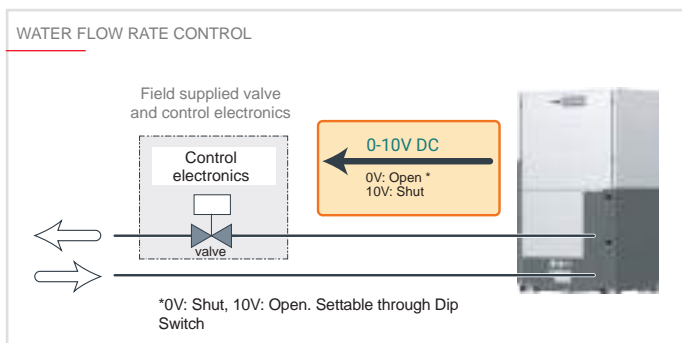 WATER FLOW RATE CONTROL
Field supplied valve
and control electronics
Control
electronics
0-10V DC
0V: Open *
10V: Shut
valve
*0V: Shut, 10V: Open. Settable through Dip
Switch